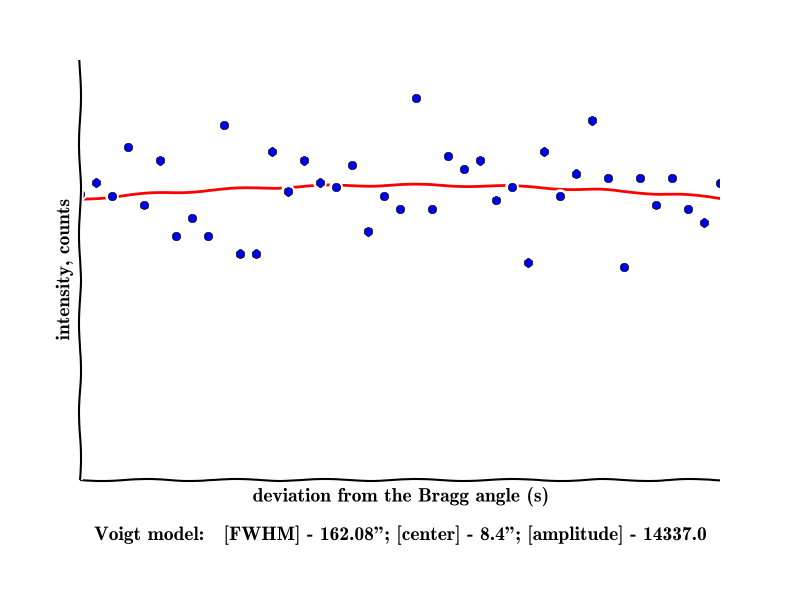 intensity, counts
deviation from the Bragg angle (s)
Voigt model: [FWHM] - 162.08”; [center] - 8.4”; [amplitude] - 14337.0